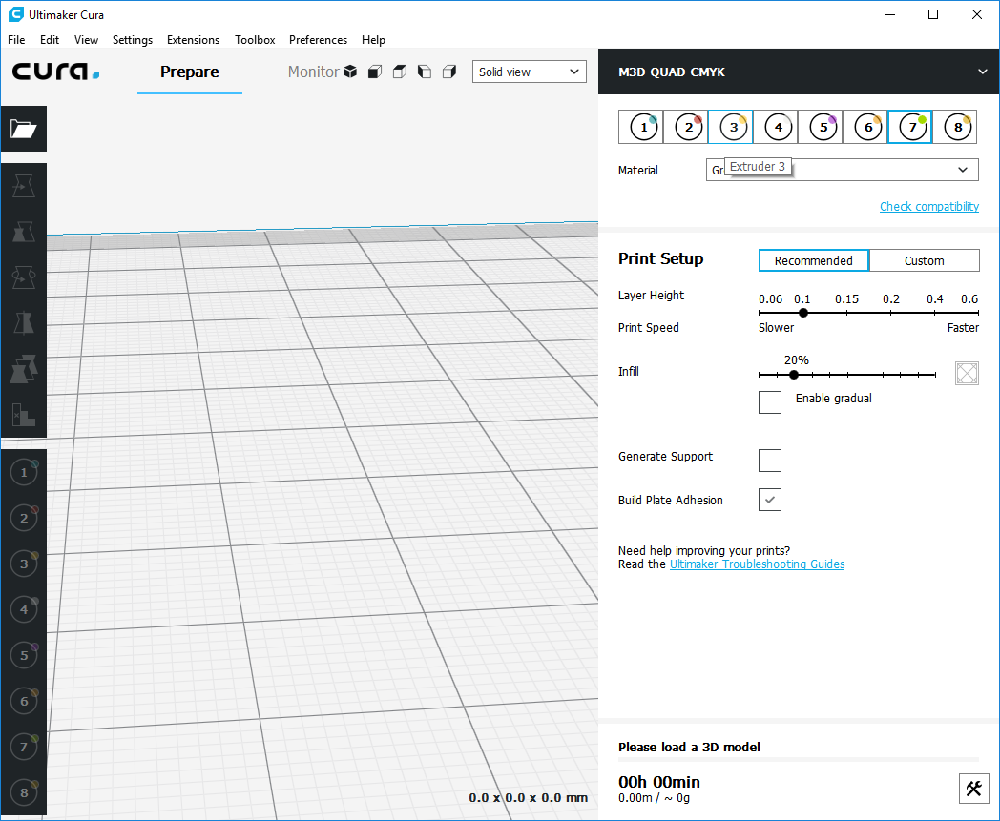 Ultimaker Cura
File Edit View Settings Extensions Toolbox Preferences Help
cura.
Prepare
Monitor
Solid view
M3D QUAD CMYK
1 2 3 4 5 6 7 8
Material
Gr
Extruder 3
Check compatibility
Print Setup
Recommended
Custom
Layer Height
0.06 0.1 0.15 0.2 0.4 0.6
Print Speed
Slower
Faster
20%
Infill
Enable gradual
Generate Support
Build Plate Adhesion
Need help improving your prints?
Read the Ultimaker Troubleshooting Guides
1
2
3
4
5
6
7
8
0.0 x 0.0 x 0.0 mm
Please load a 3D model
00h 00min
0.00m / ~ 0g